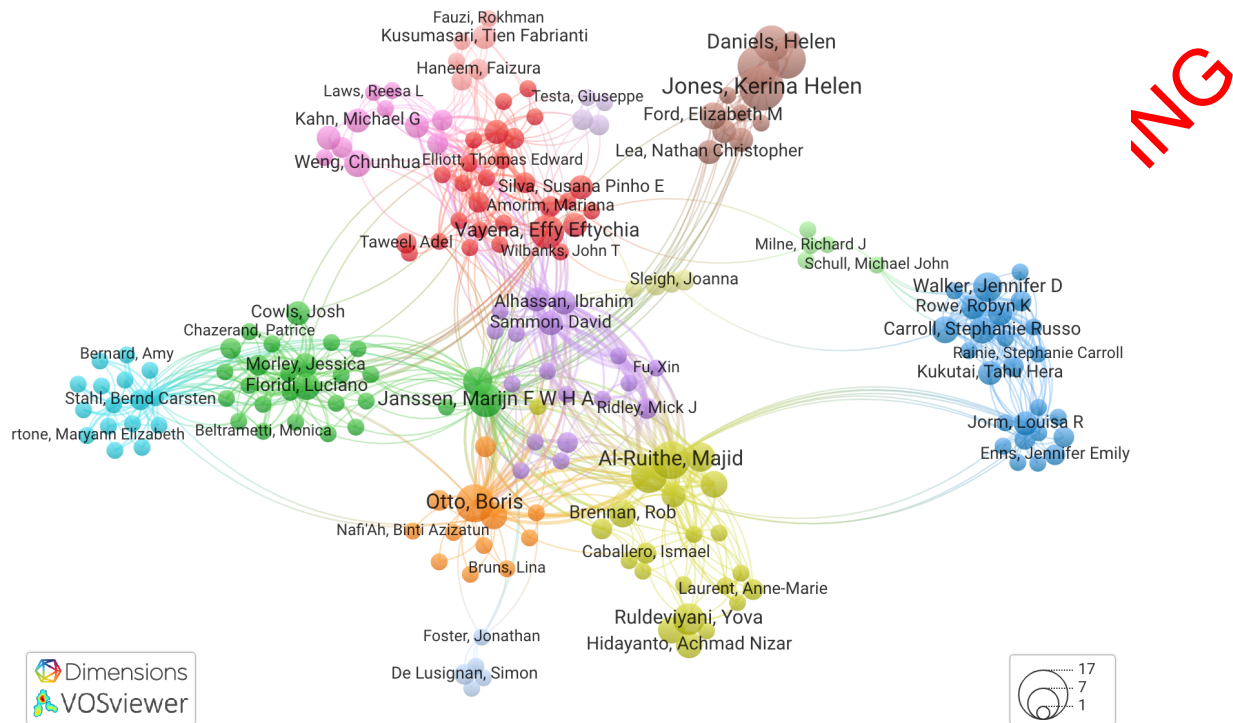 Fauzi, Rokhman
Kusumasari, Tien Fabrianti
Daniels, Helen
Haneem, Faizura
Jones, Kerina Helen
Laws, Reesa L
Testa, Giuseppe
Kahn, Michael G
Ford, Elizabeth M
Weng, Chunhua
Elliott, Thomas Edward
Lea, Nathan Christopher
Silva, Susana Pinho E
Amorim, Mariana
Vayena, Effy Eftychia
Taweel, Adel
Wilbanks, John T
Milne, Richard J
Schull, Michael John
Sleigh, Joanna
Walker, Jennifer D
Alhassan, Ibrahim
Rowe, Robyn K
Cowls, Josh
Sammon, David
Chazerand, Patrice
Carroll, Stephanie Russo
Bernard, Amy
Rainie, Stephanie Carroll
Morley, Jessica
Fu, Xin
Kukutai, Tahu Hera
Floridi, Luciano
Stahl, Bernd Carsten
Janssen, Marijn F W H A
Ridley, Mick J
Jorm, Louisa R
rtone, Maryann Elizabeth
Beltrametti, Monica
Enns, Jennifer Emily
Al-Ruithe, Majid
Otto, Boris
Brennan, Rob
Nafi'Ah, Binti Azizatun
Caballero, Ismael
Bruns, Lina
Laurent, Anne-Marie
Ruldeviyani, Yova
Foster, Jonathan
Hidayanto, Achmad Nizar
De Lusignan, Simon
Dimensions
VOSviewer
17
7
1
ING